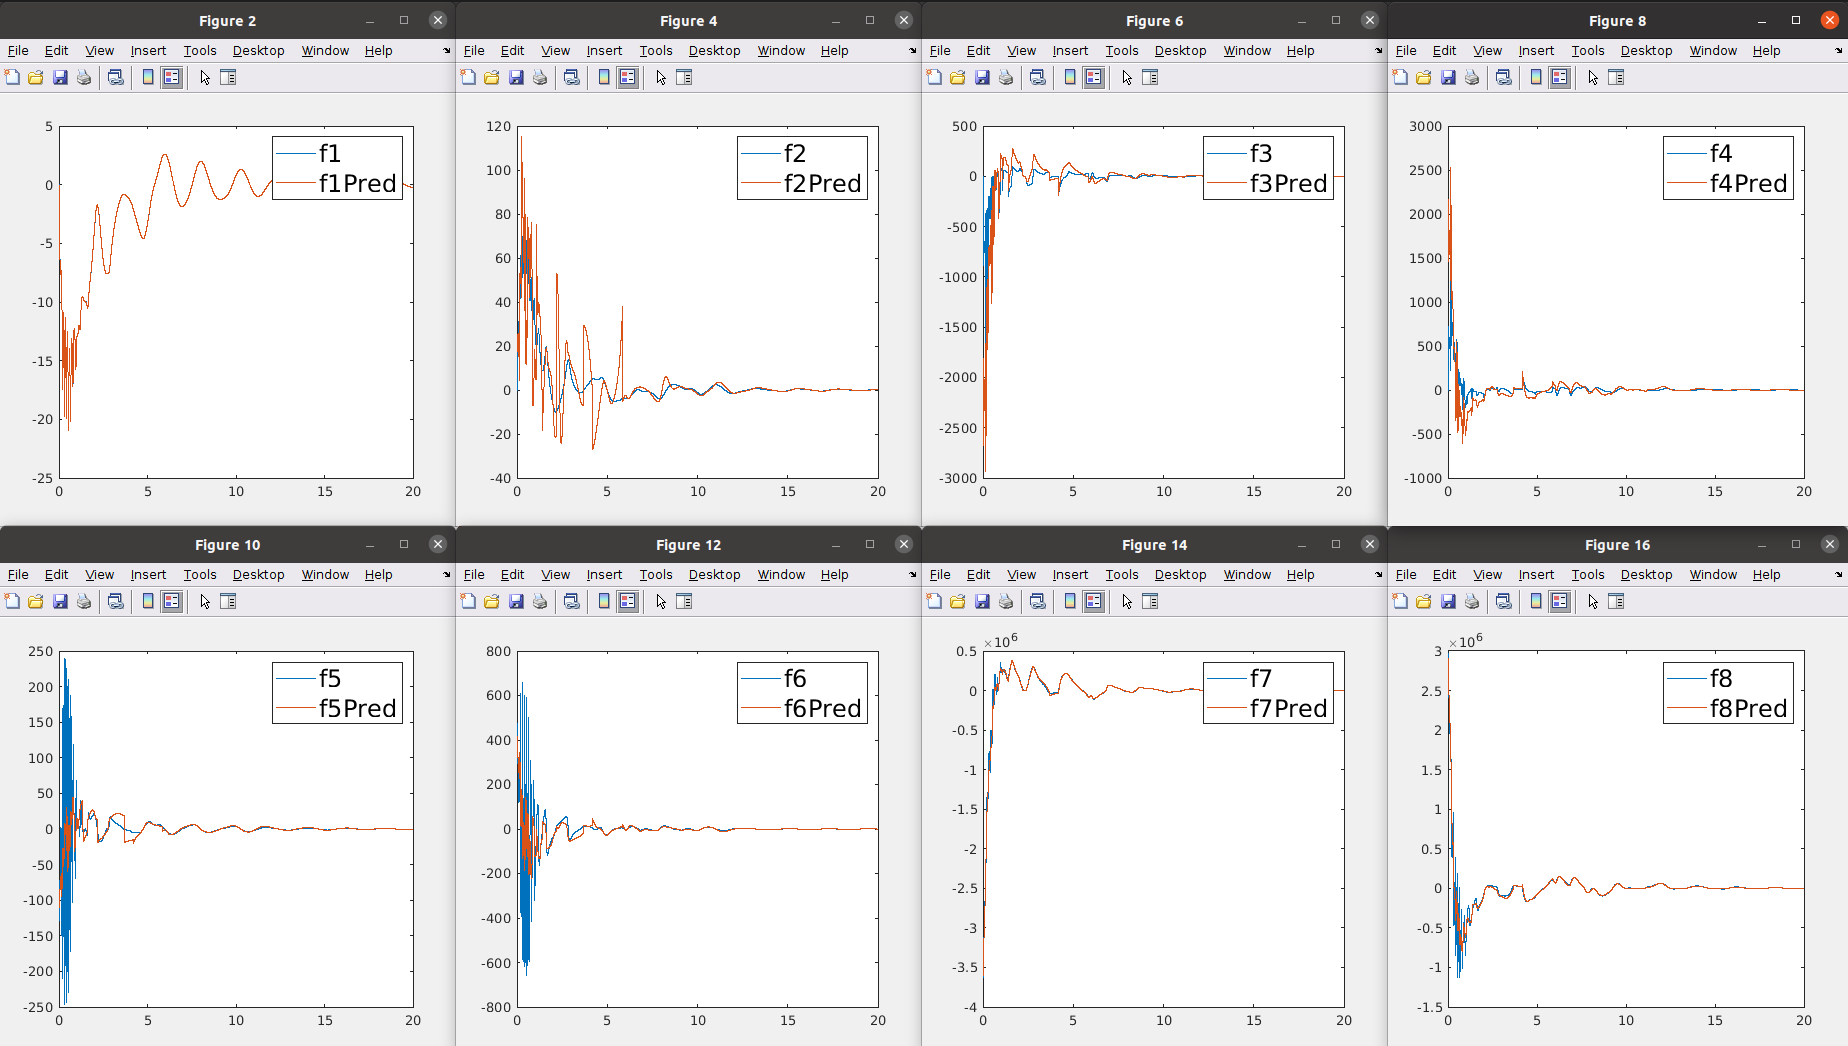 Figure 2
File Edit View Insert Tools Desktop Window Help
f1
f1Pred
5
0
-5
-10
-15
-20
-25
0 5 10 15 20
Figure 4
File Edit View Insert Tools Desktop Window Help
f2
f2Pred
120
100
80
60
40
20
0
-20
-40
0 5 10 15 20
Figure 6
File Edit View Insert Tools Desktop Window Help
f3
f3Pred
500
0
-500
-1000
-1500
-2000
-2500
-3000
0 5 10 15 20
Figure 8
File Edit View Insert Tools Desktop Window Help
f4
f4Pred
3000
2500
2000
1500
1000
500
0
-500
-1000
0 5 10 15 20
Figure 10
File Edit View Insert Tools Desktop Window Help
f5
f5Pred
250
200
150
100
50
0
-50
-100
-150
-200
-250
0 5 10 15 20
Figure 12
File Edit View Insert Tools Desktop Window Help
f6
f6Pred
800
600
400
200
0
-200
-400
-600
-800
0 5 10 15 20
Figure 14
File Edit View Insert Tools Desktop Window Help
×10⁶
f7
f7Pred
0.5
0
-0.5
-1
-1.5
-2
-2.5
-3
-3.5
-4
0 5 10 15 20
Figure 16
File Edit View Insert Tools Desktop Window Help
×10⁶
f8
f8Pred
3
2.5
2
1.5
1
0.5
0
-0.5
-1
-1.5
0 5 10 15 20